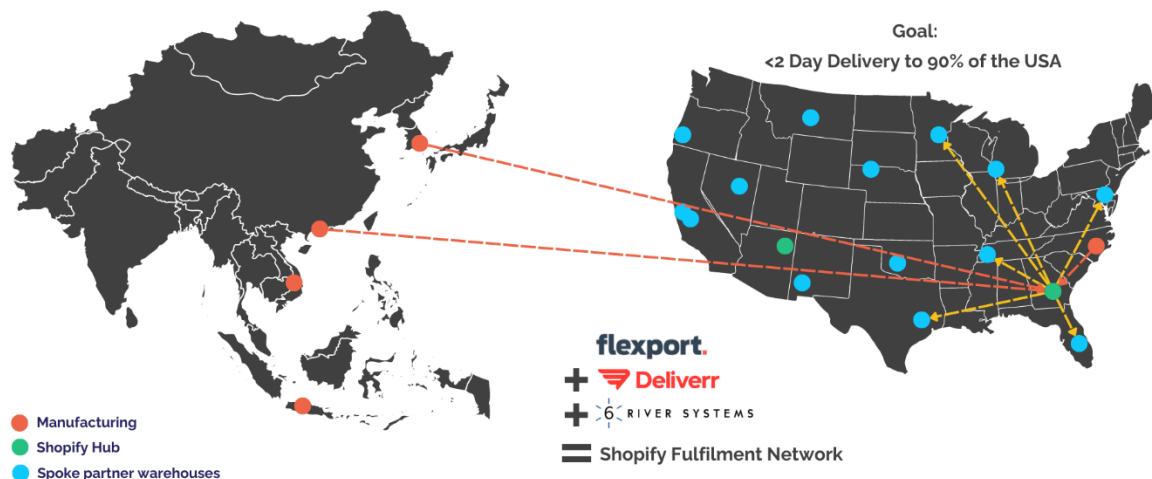 Goal:
<2 Day Delivery to 90% of the USA
flexport.
+ Deliverr
+ 6 RIVER SYSTEMS
= Shopify Fulfilment Network
Manufacturing
Shopify Hub
Spoke partner warehouses